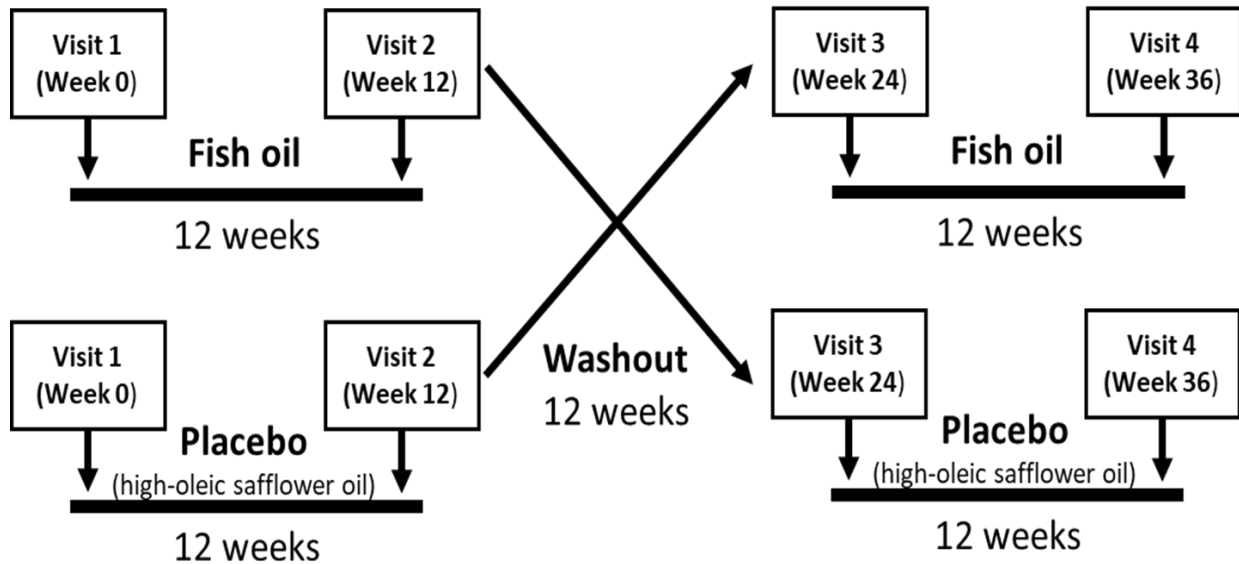 Visit 1
(Week 0)
Visit 2
(Week 12)
Fish oil
12 weeks
Visit 3
(Week 24)
Visit 4
(Week 36)
Fish oil
12 weeks
Visit 1
(Week 0)
Visit 2
(Week 12)
Placebo
(high-oleic safflower oil)
12 weeks
Washout
12 weeks
Visit 3
(Week 24)
Visit 4
(Week 36)
Placebo
(high-oleic safflower oil)
12 weeks